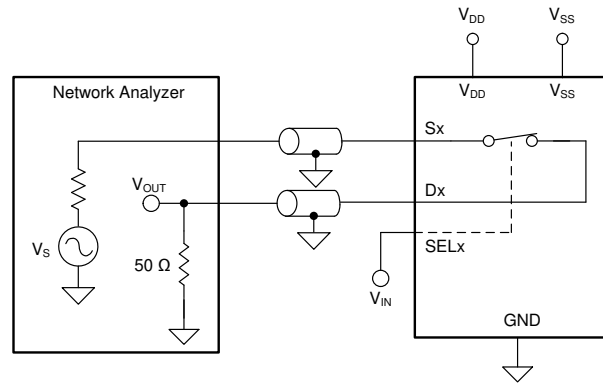 V_DD
V_SS
V_DD
V_SS
Network Analyzer
Sx
V_OUT
Dx
V_S
50 Ω
SELx
V_IN
GND